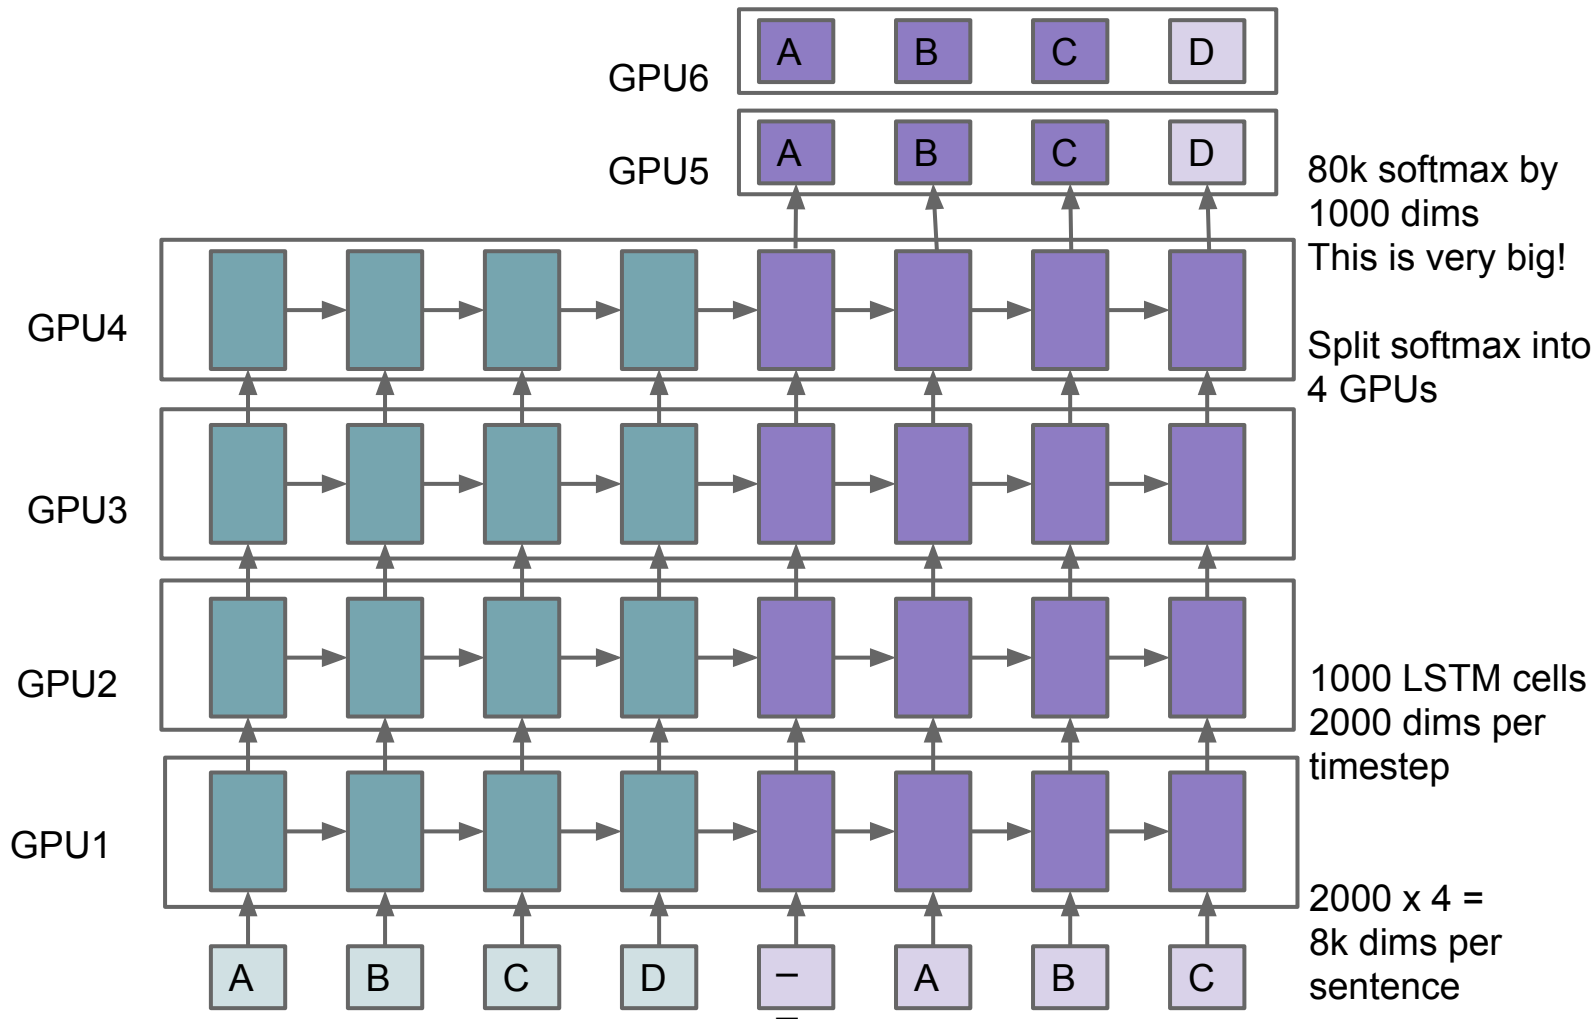 A B C D
GPU6
A B C D
GPU5
80k softmax by
1000 dims
This is very big!
GPU4
Split softmax into
4 GPUs
GPU3
GPU2
1000 LSTM cells
2000 dims per
timestep
GPU1
2000 x 4 =
8k dims per
sentence
A B C D _ A B C